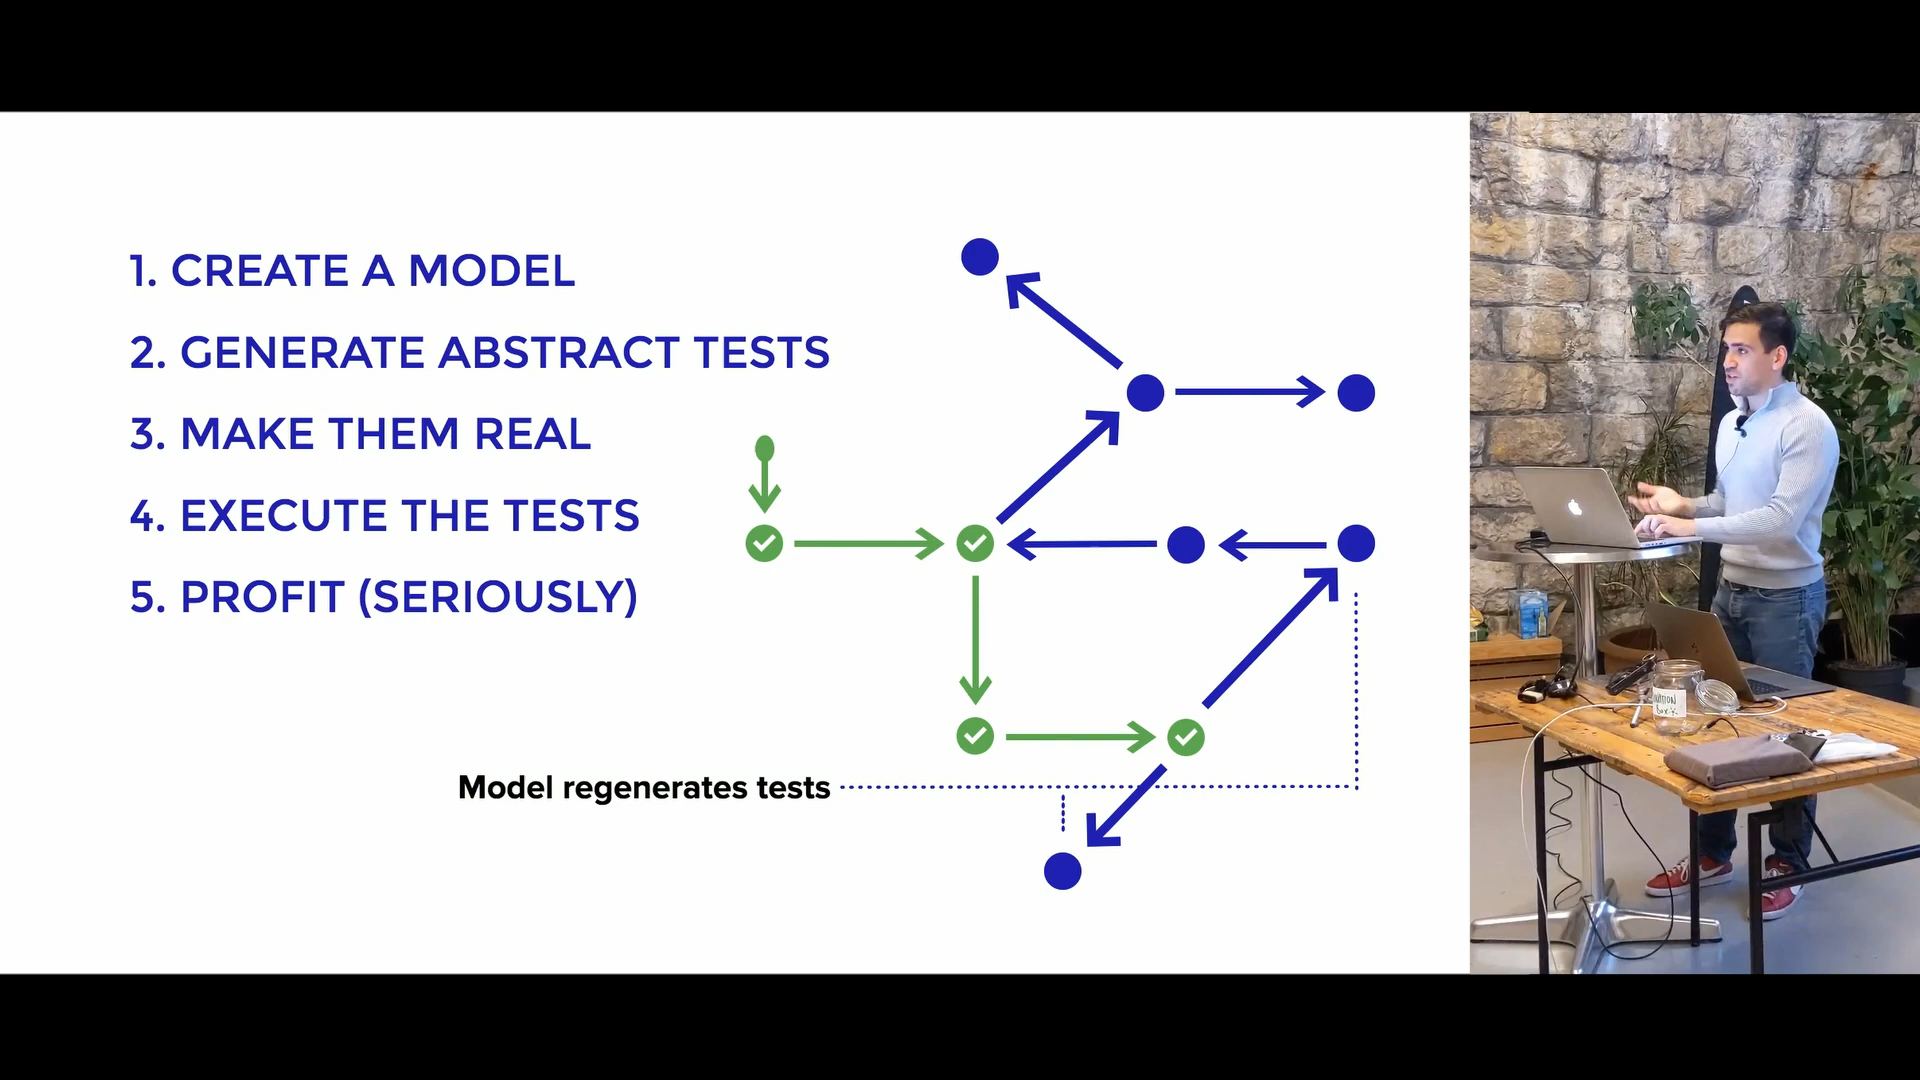 1. CREATE A MODEL
2. GENERATE ABSTRACT TESTS
3. MAKE THEM REAL
4. EXECUTE THE TESTS
5. PROFIT (SERIOUSLY)
Model regenerates tests